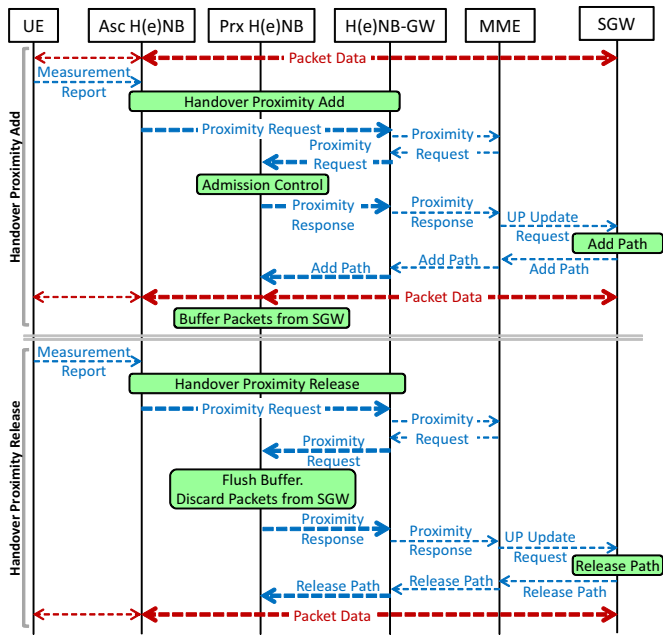 UE
Asc H(e)NB
Prx H(e)NB
H(e)NB-GW
MME
SGW
Handover Proximity Add
Packet Data
Measurement
Report
Handover Proximity Add
Proximity Request
Proximity
Request
Proximity
Request
Admission Control
Proximity
Response
Proximity
Response
UP Update
Request
Add Path
Add Path
Add Path
Add Path
Packet Data
Buffer Packets from SGW
Handover Proximity Release
Measurement
Report
Handover Proximity Release
Proximity Request
Proximity
Request
Proximity
Request
Flush Buffer.
Discard Packets from SGW
Proximity
Response
Proximity
Response
UP Update
Request
Release Path
Release Path
Release Path
Release Path
Packet Data